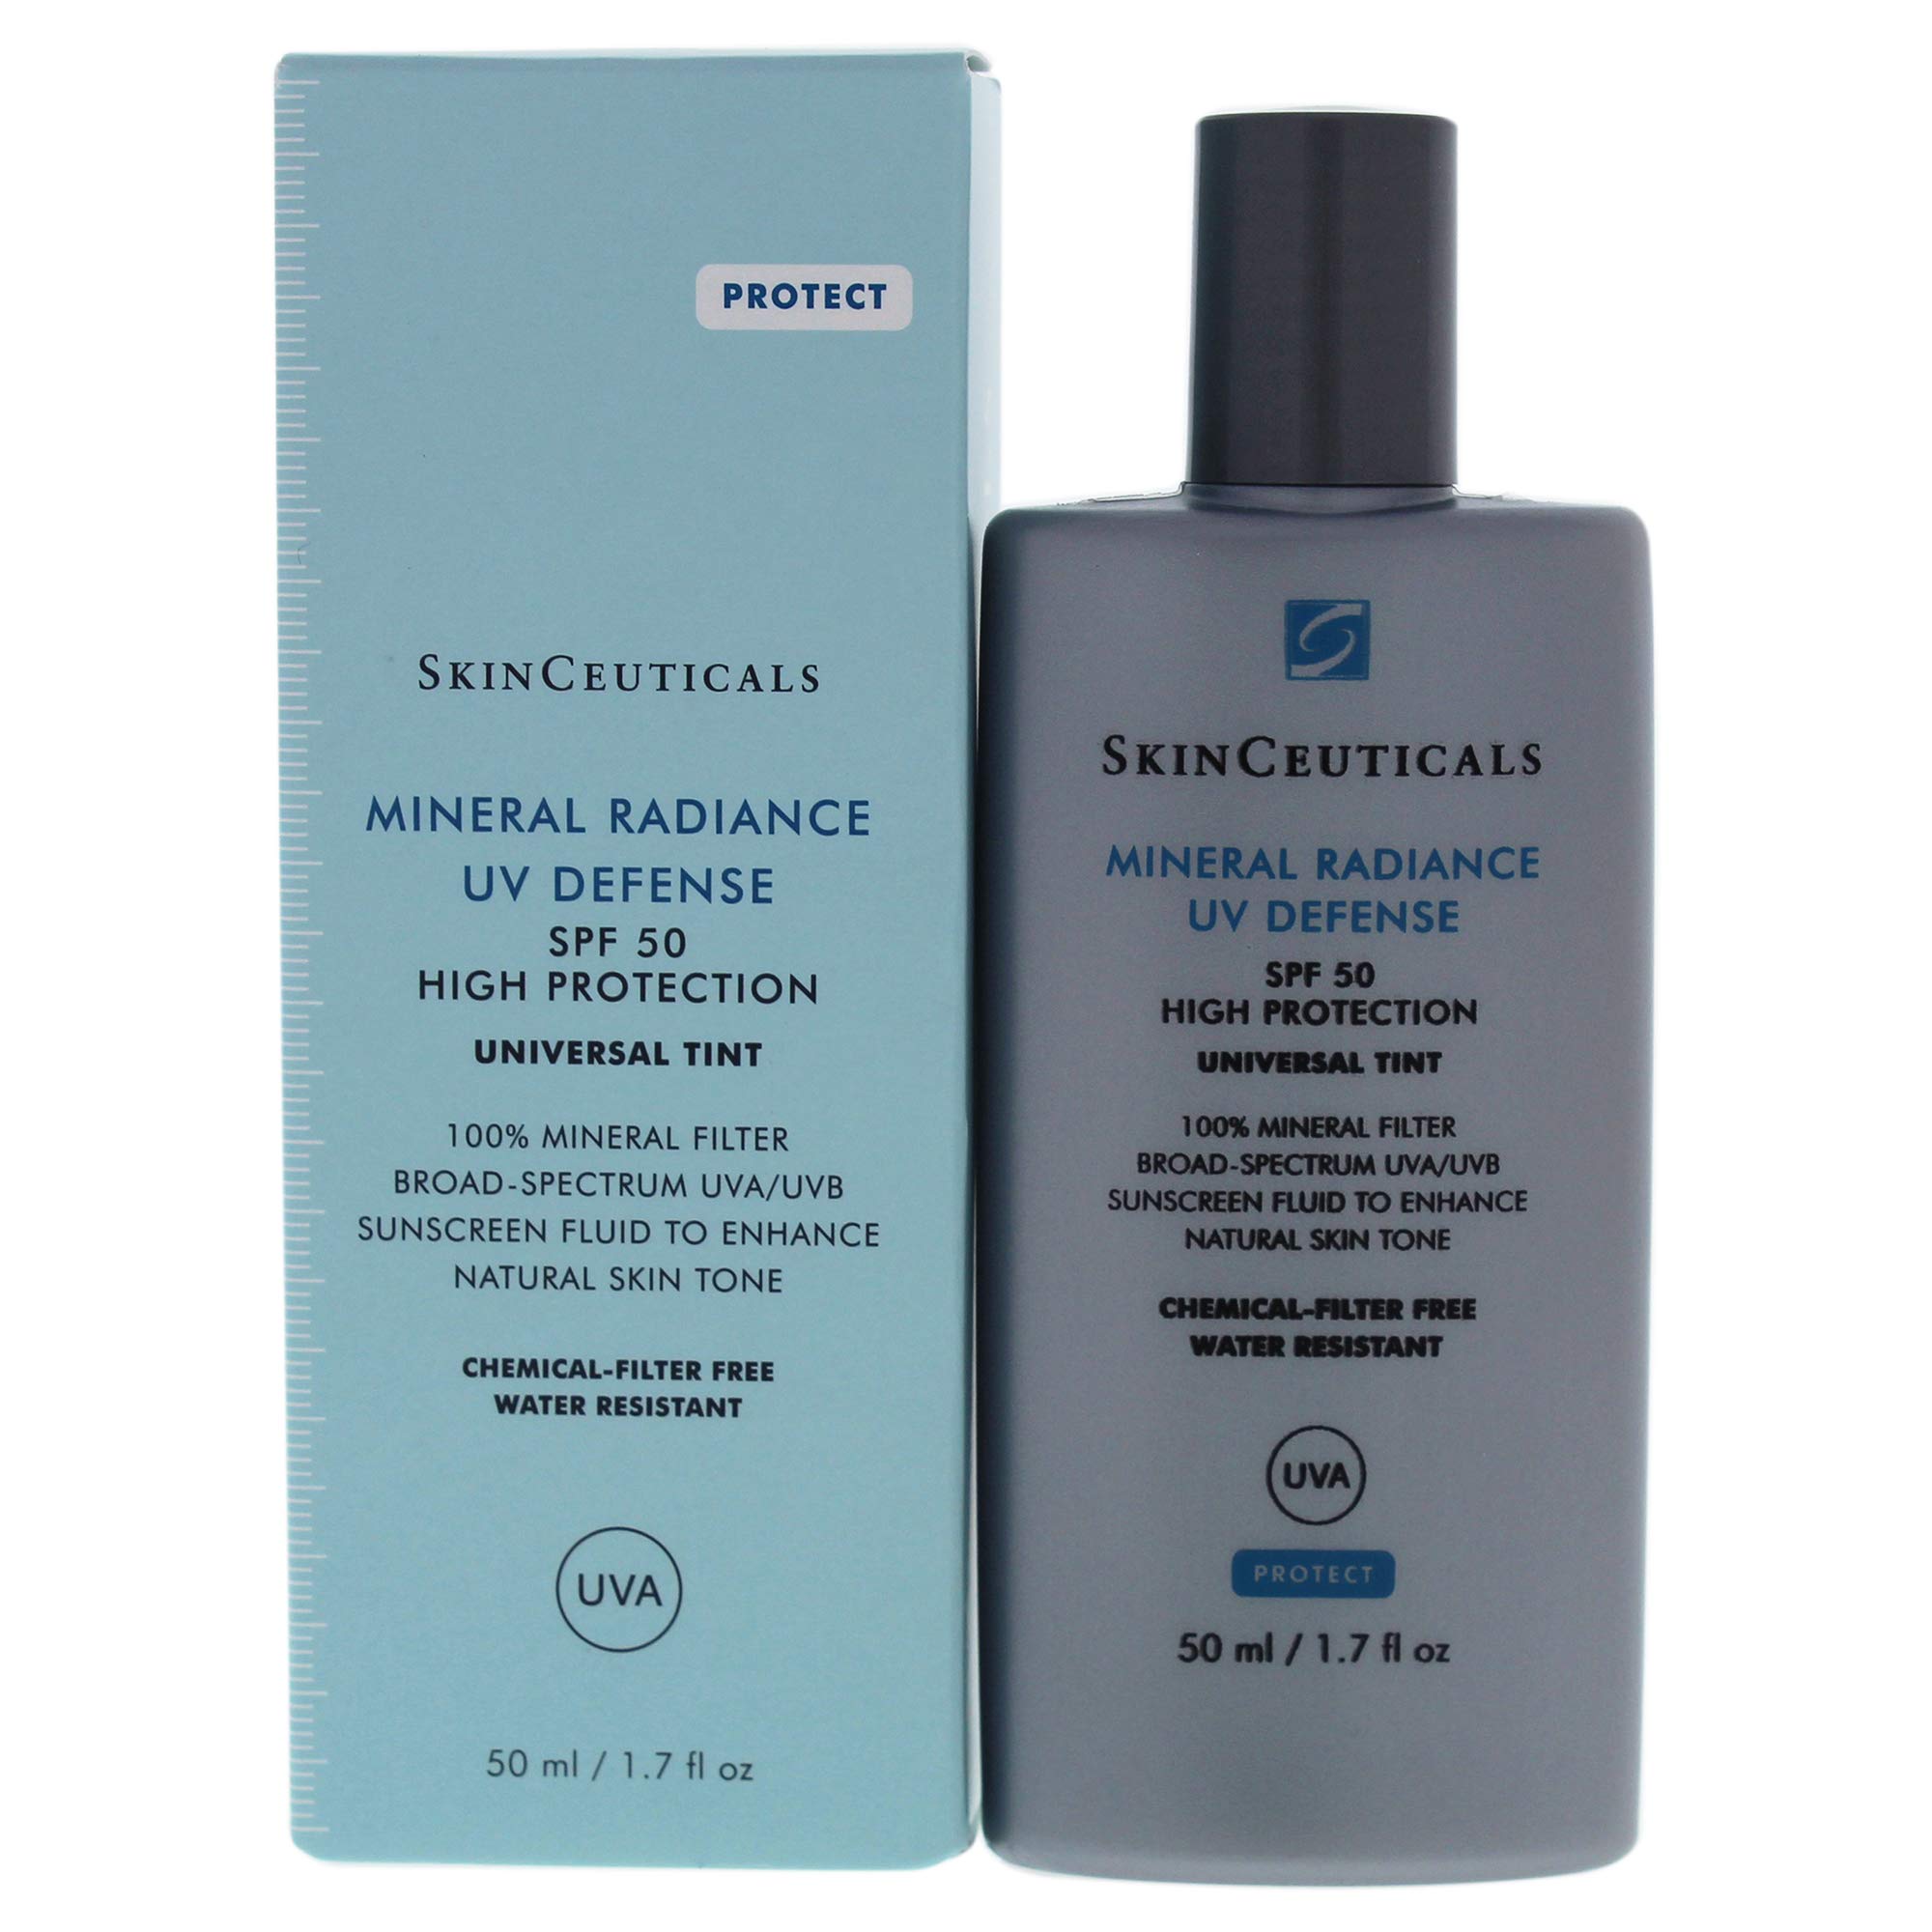 PROTECT
SKINCEUTICALS
MINERAL RADIANCE
UV DEFENSE
SPF 50
HIGH PROTECTION
UNIVERSAL TINT
100% MINERAL FILTER
BROAD-SPECTRUM UVA/UVB
SUNSCREEN FLUID TO ENHANCE
NATURAL SKIN TONE
CHEMICAL-FILTER FREE
WATER RESISTANT
UVA
50 ml / 1.7 fl oz
SKINCEUTICALS
MINERAL RADIANCE
UV DEFENSE
SPF 50
HIGH PROTECTION
UNIVERSAL TINT
100% MINERAL FILTER
BROAD-SPECTRUM UVA/UVB
SUNSCREEN FLUID TO ENHANCE
NATURAL SKIN TONE
CHEMICAL-FILTER FREE
WATER RESISTANT
UVA
PROTECT
50 ml / 1.7 fl oz